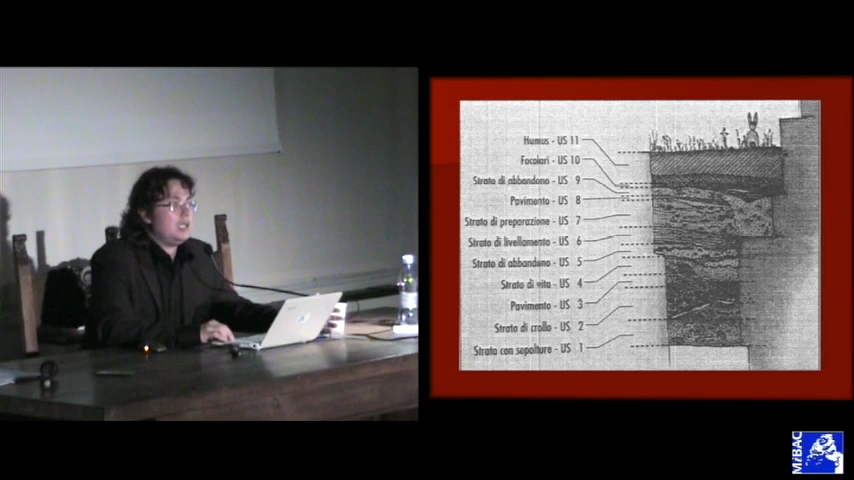 Humus - US 11
Focolari - US 10
Strato di abbandono - US 9
Pavimento - US 8
Strato di preparazione - US 7
Strato di livellamento - US 6
Strato di abbandono - US 5
Strato di vita - US 4
Pavimento - US 3
Strato di crollo - US 2
Strato con sepolture - US 1
MiBAC